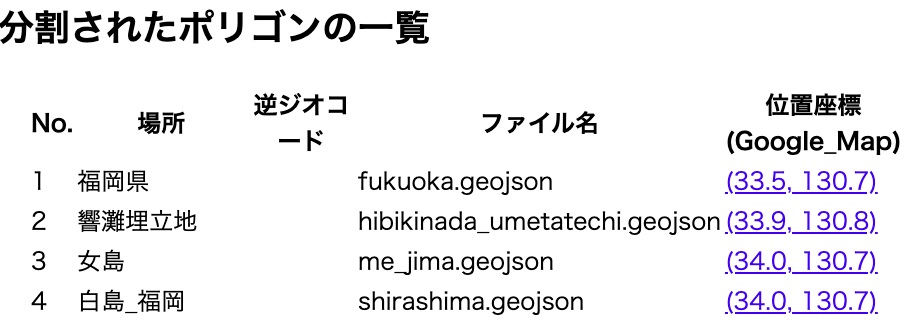 分割されたポリゴンの一覧
No. 場所 逆ジオコード ファイル名 位置座標(Google_Map)
1 福岡県 fukuoka.geojson (33.5, 130.7)
2 響灘埋立地 hibikinada_umetatechi.geojson (33.9, 130.8)
3 女島 me_jima.geojson (34.0, 130.7)
4 白島_福岡 shirashima.geojson (34.0, 130.7)